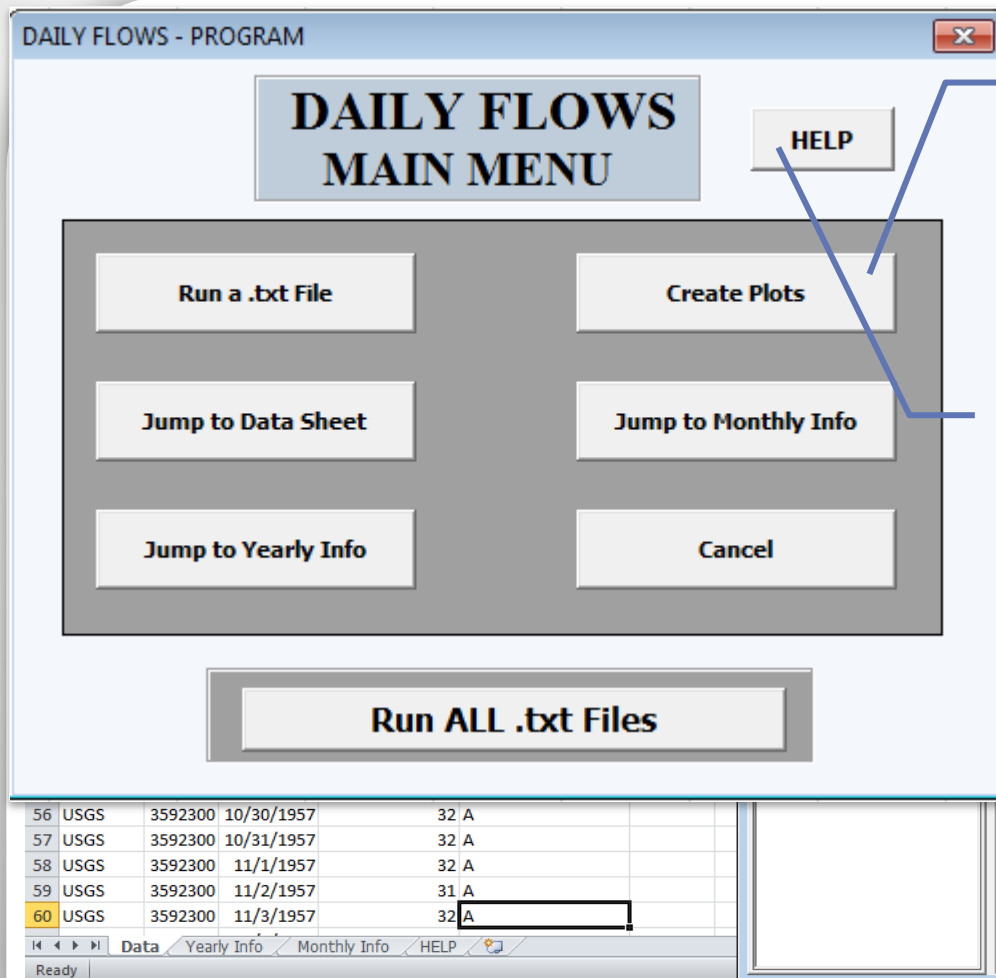 DAILY FLOWS - PROGRAM
DAILY FLOWS
MAIN MENU
HELP
Run a .txt File
Create Plots
Jump to Data Sheet
Jump to Monthly Info
Jump to Yearly Info
Cancel
Run ALL .txt Files
56 USGS 3592300 10/30/1957 32 A
57 USGS 3592300 10/31/1957 32 A
58 USGS 3592300 11/1/1957 32 A
59 USGS 3592300 11/2/1957 31 A
60 USGS 3592300 11/3/1957 32 A
Data Yearly Info Monthly Info HELP
Ready